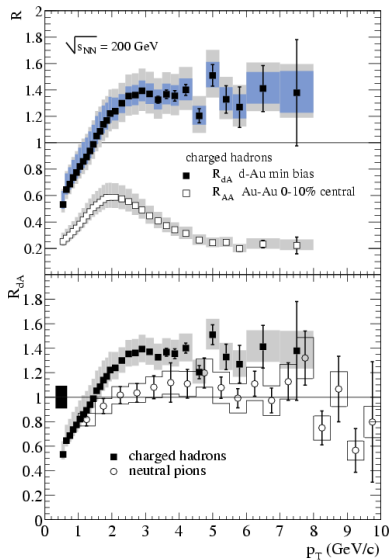 R
√s_NN = 200 GeV
1.8
1.6
1.4
1.2
1
0.8
0.6
0.4
0.2
charged hadrons
■ R_dA d-Au min bias
□ R_AA Au-Au 0-10% central
R_dA
1.8
1.6
1.4
1.2
1
0.8
0.6
0.4
0.2
0
■ charged hadrons
○ neutral pions
0 1 2 3 4 5 6 7 8 9 10
p_T (GeV/c)